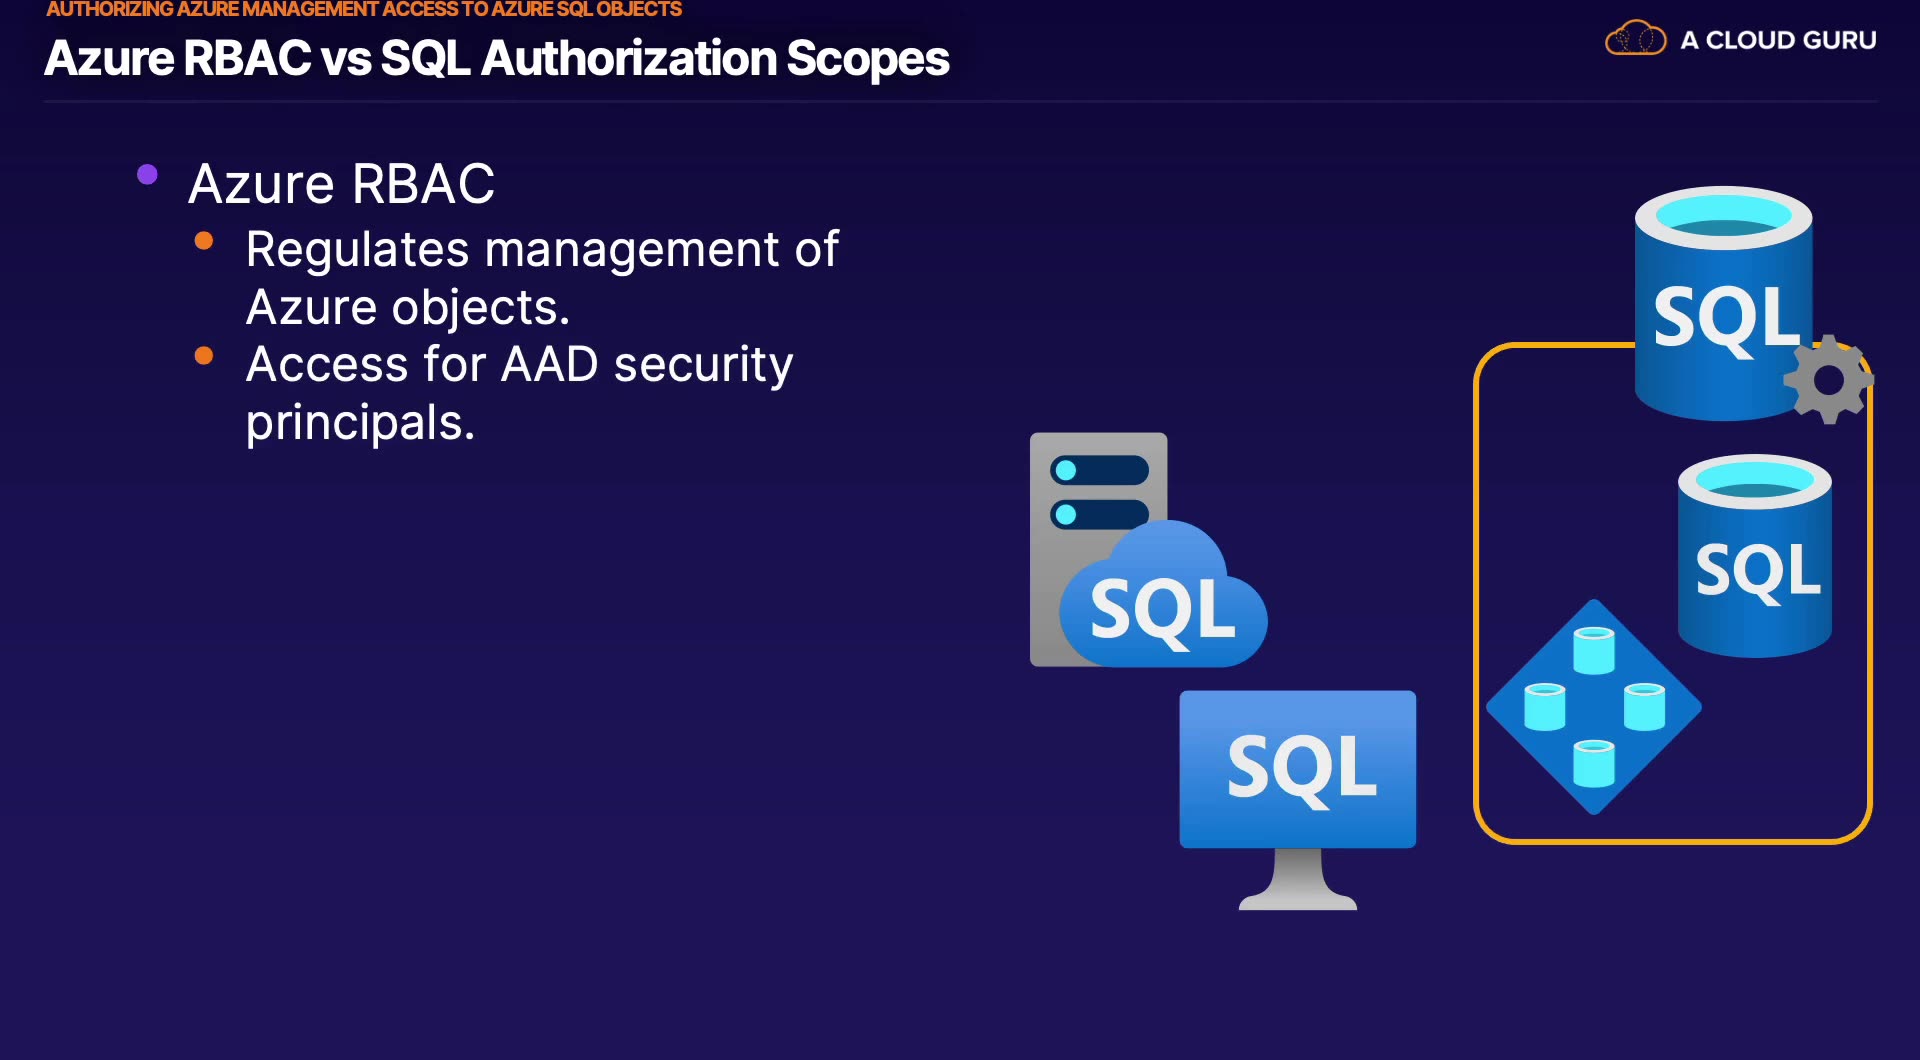 AUTHORIZING AZURE MANAGEMENT ACCESS TO AZURE SQL OBJECTS
Azure RBAC vs SQL Authorization Scopes
A CLOUD GURU
Azure RBAC
Regulates management of
Azure objects.
Access for AAD security
principals.
SQL
SQL
SQL
SQL